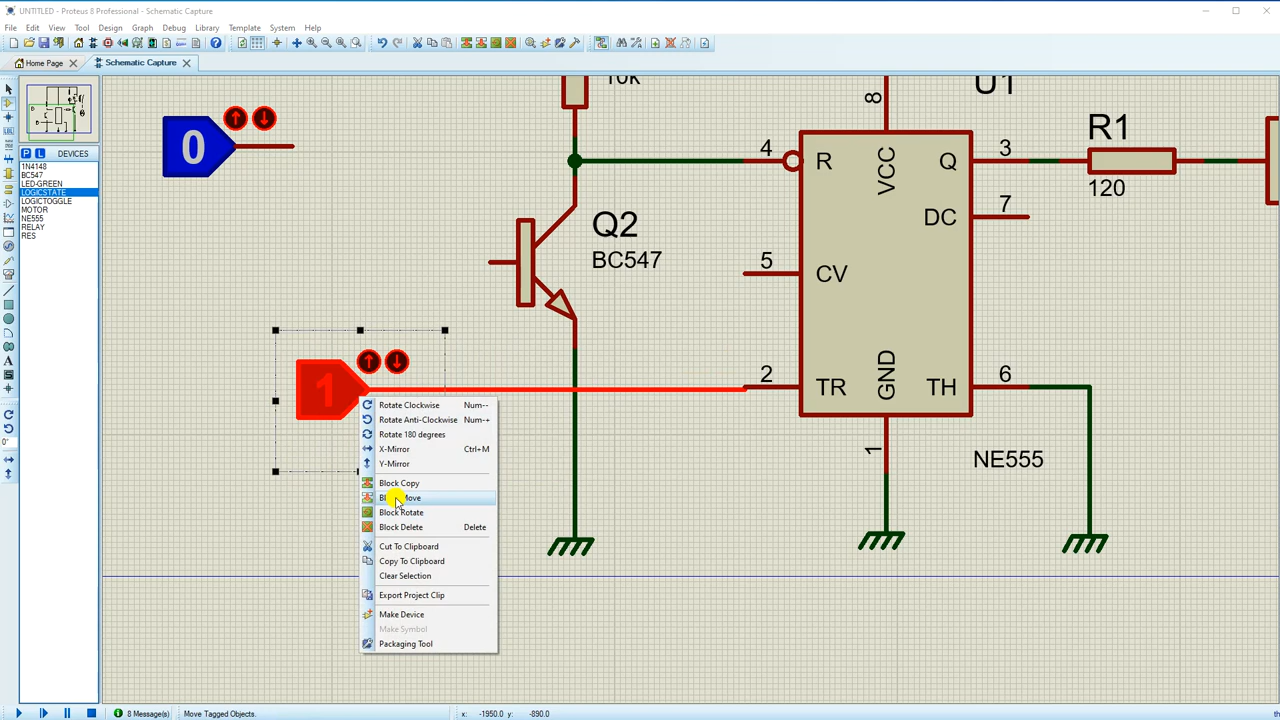 UNTITLED - Proteus 8 Professional - Schematic Capture
File Edit View Tool Design Graph Debug Library Template System Help
Home Page Schematic Capture
10k
U1
8
0
R1
P L DEVICES
4 R VCC Q 3
120
1N4148
BC547
LED-GREEN
LOGICSTATE
LOGICTOGGLE
MOTOR
NE555
RELAY
RES
7
DC
Q2
BC547
5
CV
1
2 TR GND TH 6
Rotate Clockwise Num--
Rotate Anti-Clockwise Num-+
Rotate 180 degrees
X-Mirror Ctrl+M
Y-Mirror
Block Copy
Move
Block Rotate
Block Delete Delete
Cut To Clipboard
Copy To Clipboard
Clear Selection
Export Project Clip
Make Device
Make Symbol
Packaging Tool
0°
1
NE555
8 Message(s) Move Tagged Objects. x: -1950.0 y: -890.0